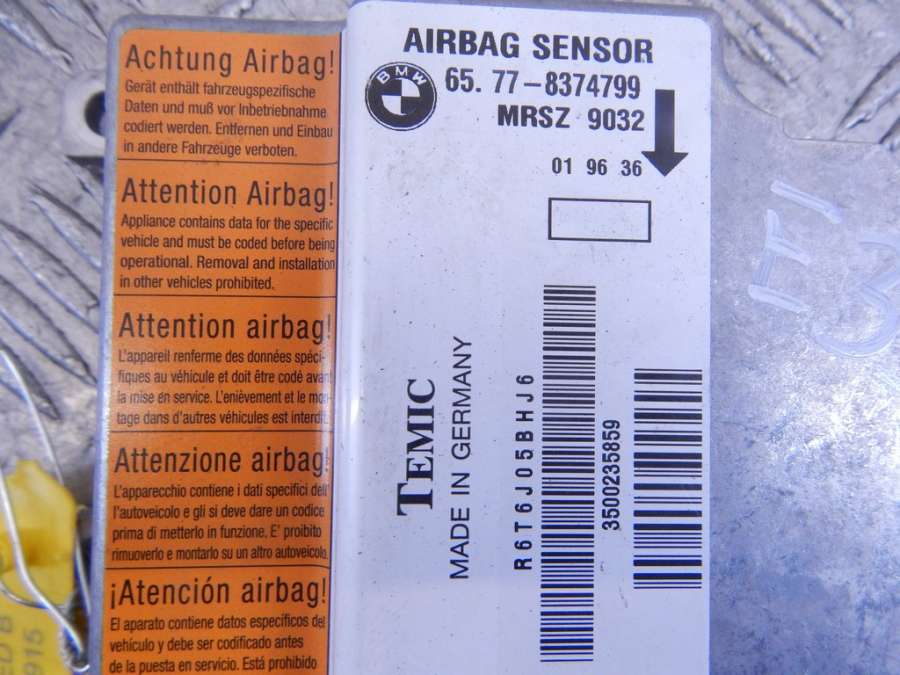 Achtung Airbag!
Gerät enthält fahrzeugspezifische
Daten und muß vor Inbetriebnahme
codiert werden. Entfernen und Einbau
in andere Fahrzeuge verboten.
Attention Airbag!
Appliance contains data for the specific
vehicle and must be coded before being
operational. Removal and installation
in other vehicles prohibited.
Attention airbag!
L'appareil renferme des données spéci-
fiques au véhicule et doit être codé avant
la mise en service. L'enièvement et le mon-
tage dans d'autres véhicules est interdit.
Attenzione airbag!
L'apparecchio contiene i dati specifici dell'
autoveicolo e gli si deve dare un codice
prima di metterlo in funzione. E' proibito
rimuoverlo e montarlo su un altro autoveicolo.
¡Atención airbag!
El aparato contiene datos específicos del
vehículo y debe ser codificado antes
de la puesta en servicio. Está prohibido
AIRBAG SENSOR
BMW
65. 77-8374799
MRSZ 9032
01 96 36
TEMIC
MADE IN GERMANY
R6T6J05BHJ6
3500235859
ED B
915